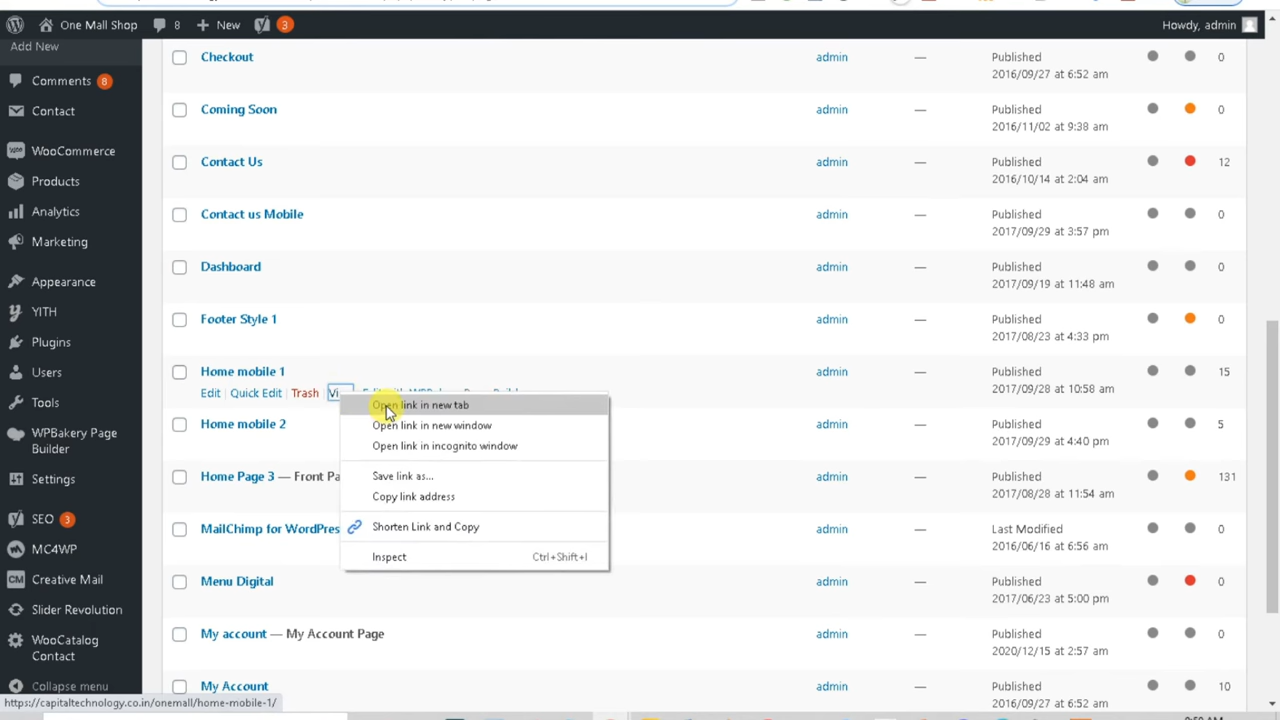 One Mall Shop 8 New 3 Howdy, admin
Add New
Comments 8
Contact
WooCommerce
Products
Analytics
Marketing
Appearance
YITH
Plugins
Users
Tools
WPBakery Page
Builder
Settings
SEO 3
MC4WP
Creative Mail
Slider Revolution
WooCatalog
Contact
Collapse menu
Checkout admin — Published 0
2016/09/27 at 6:52 am
Coming Soon admin — Published 0
2016/11/02 at 9:38 am
Contact Us admin — Published 12
2016/10/14 at 2:04 am
Contact us Mobile admin — Published 0
2017/09/29 at 3:57 pm
Dashboard admin — Published 0
2017/09/19 at 11:48 am
Footer Style 1 admin — Published 0
2017/08/23 at 4:33 pm
Home mobile 1 admin — Published 15
Edit | Quick Edit | Trash | Vi 2017/09/28 at 10:58 am
Home mobile 2 admin — Published 5
2017/09/29 at 4:40 pm
Home Page 3 — Front Pa admin — Published 131
2017/08/28 at 11:54 am
MailChimp for WordPres admin — Last Modified 0
2016/06/16 at 6:56 am
Menu Digital admin — Published 0
2017/06/23 at 5:00 pm
My account — My Account Page admin — Published 0
2020/12/15 at 2:57 am
My Account admin — Published 10
2016/09/27 at 6:52 am
Open link in new tab
Open link in new window
Open link in incognito window
Save link as...
Copy link address
Shorten Link and Copy
Inspect Ctrl+Shift+I
https://capitaltechnology.co.in/onemall/home-mobile-1/